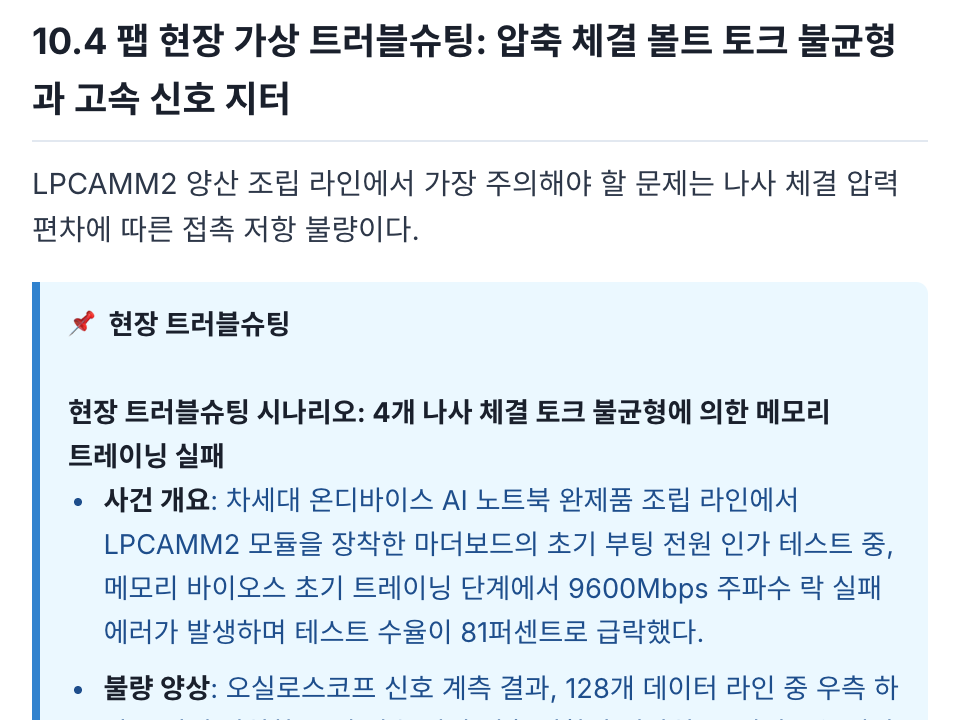 10.4 팹 현장 가상 트러블슈팅: 압축 체결 볼트 토크 불균형
과 고속 신호 지터
LPCAMM2 양산 조립 라인에서 가장 주의해야 할 문제는 나사 체결 압력
편차에 따른 접촉 저항 불량이다.
📌 현장 트러블슈팅
현장 트러블슈팅 시나리오: 4개 나사 체결 토크 불균형에 의한 메모리
트레이닝 실패
• 사건 개요: 차세대 온디바이스 AI 노트북 완제품 조립 라인에서
LPCAMM2 모듈을 장착한 마더보드의 초기 부팅 전원 인가 테스트 중,
메모리 바이오스 초기 트레이닝 단계에서 9600Mbps 주파수 락 실패
에러가 발생하며 테스트 수율이 81퍼센트로 급락했다.
• 불량 양상: 오실로스코프 신호 계측 결과, 128개 데이터 라인 중 우측 하